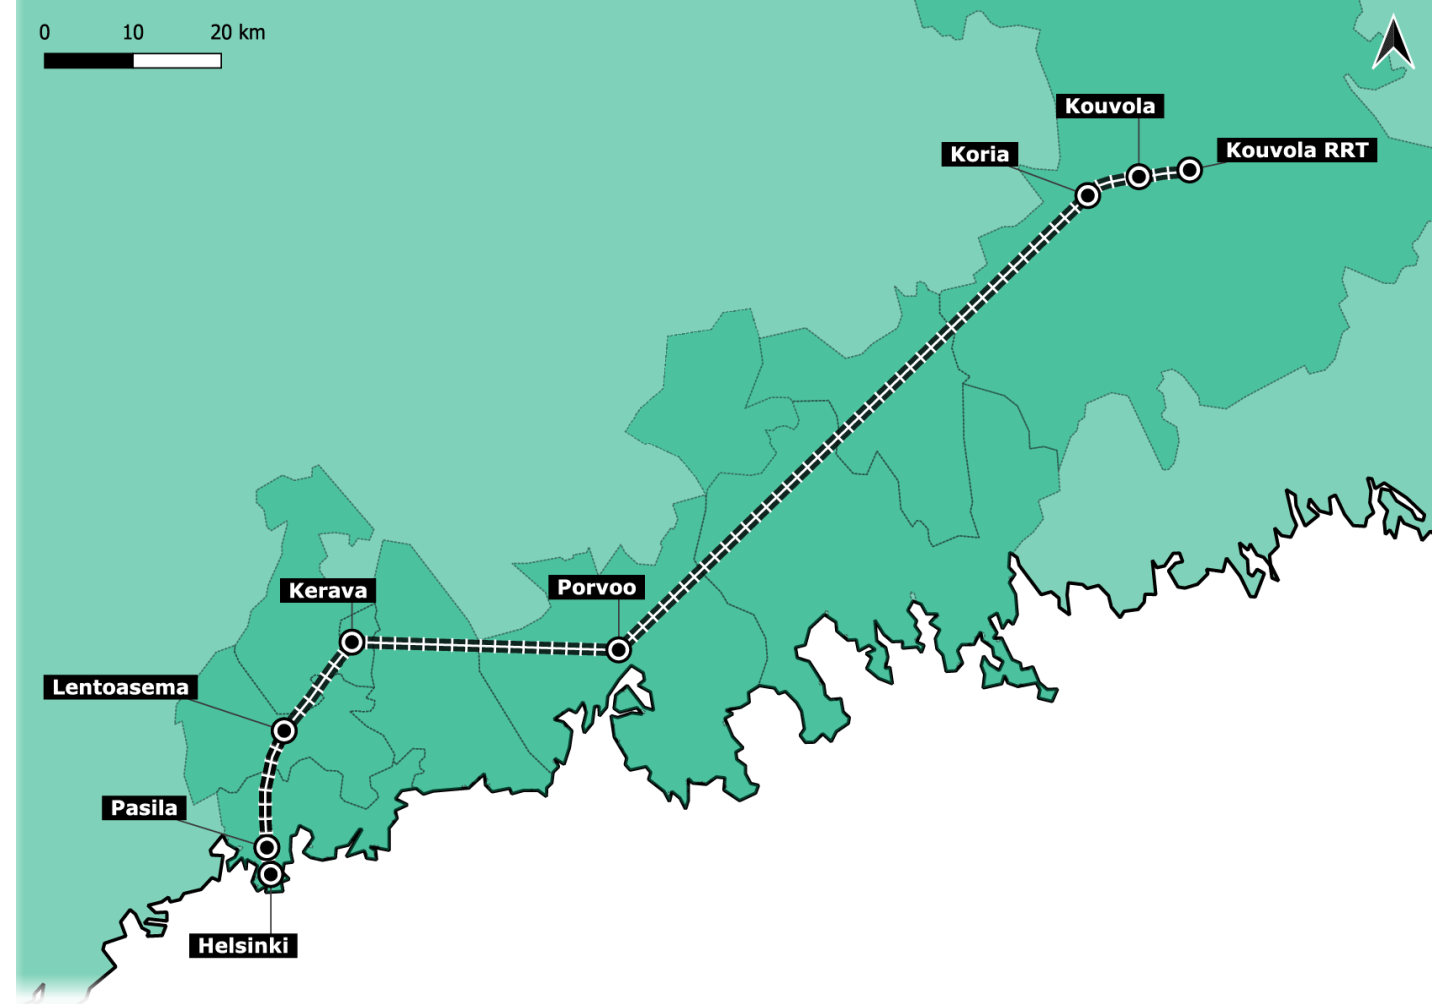 0 10 20 km
Kouvola
Kouvola RRT
Koria
Porvoo
Kerava
Lentoasema
Pasila
Helsinki